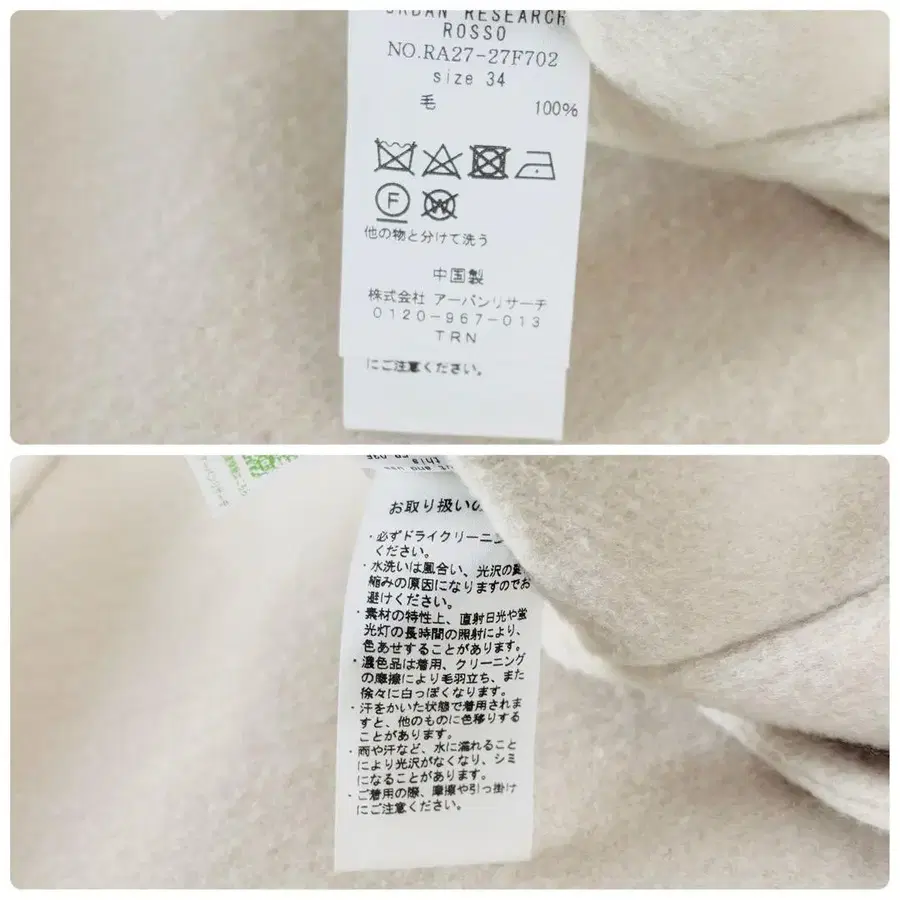 URBAN RESEARCH
ROSSO
NO.RA27-27F702
size 34
毛 100%
F
W
他の物と分けて洗う
中国製
株式会社 アーバンリサーチ
0120-967-013
TRN
にご注意ください。
アーバンリサーチ
お取り扱いの
・必ずドライクリーニン
ください。
・水洗いは風合い、光沢の変
縮みの原因になりますのでお
避けください。
・素材の特性上、直射日光や蛍
光灯の長時間の照射により、
色あせすることがあります。
・濃色品は着用、クリーニング
の摩擦により毛羽立ち、また
徐々に白っぽくなります。
・汗をかいた状態で着用されま
すと、他のものに色移りする
ことがあります。
・雨や汗など、水に濡れること
により光沢がなくなり、シミ
になることがあります。
・ご着用の際、摩擦や引っ掛け
にご注意ください。